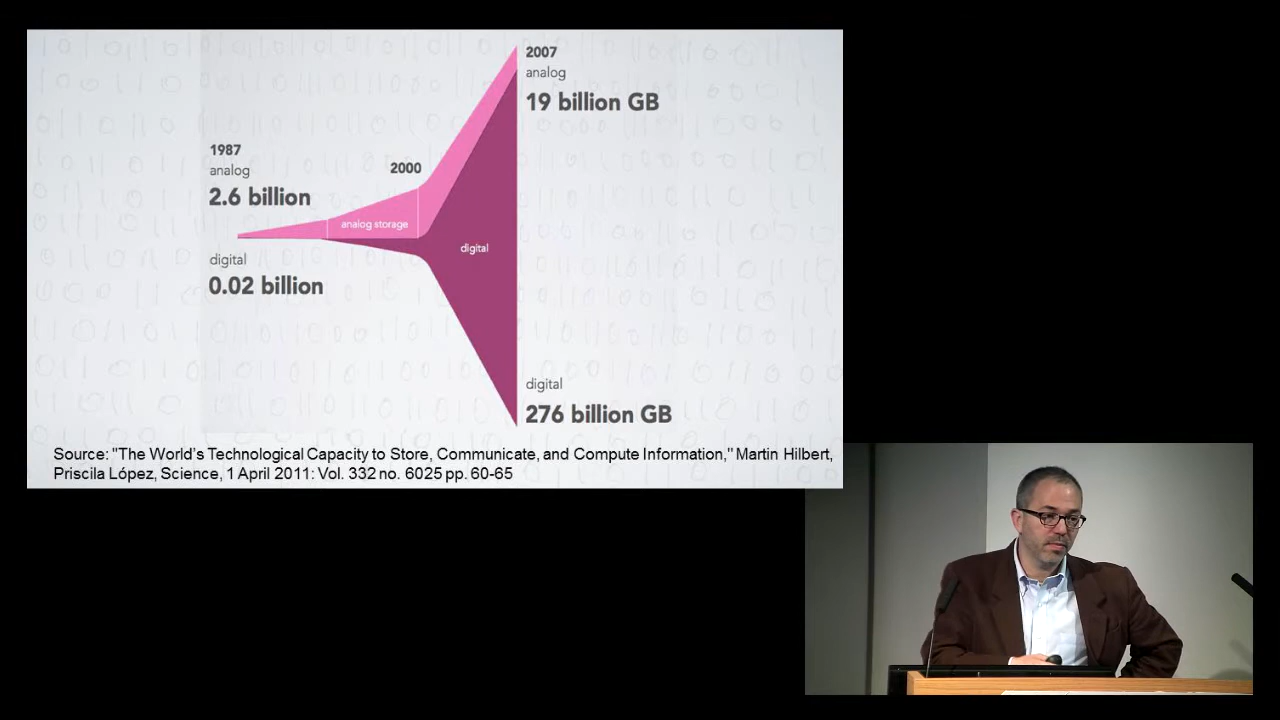 2007
analog
19 billion GB
1987
analog
2.6 billion
2000
analog storage
digital
digital
0.02 billion
digital
276 billion GB
Source: "The World's Technological Capacity to Store, Communicate, and Compute Information," Martin Hilbert,
Priscila López, Science, 1 April 2011: Vol. 332 no. 6025 pp. 60-65